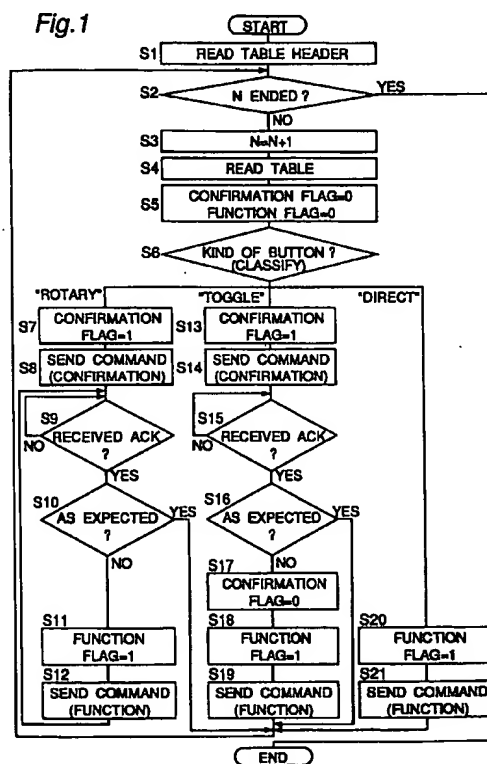 Fig.1
START
S1
READ TABLE HEADER
S2
N ENDED ?
YES
NO
S3
N=N+1
S4
READ TABLE
S5
CONFIRMATION FLAG=0
FUNCTION FLAG=0
S6
KIND OF BUTTON ?
(CLASSIFY)
"ROTARY"
"TOGGLE"
"DIRECT"
S7
CONFIRMATION
FLAG=1
S13
CONFIRMATION
FLAG=1
S8
SEND COMMAND
(CONFIRMATION)
S14
SEND COMMAND
(CONFIRMATION)
S9
RECEIVED ACK
?
NO
YES
S15
RECEIVED ACK
?
NO
YES
S10
AS EXPECTED
?
YES
NO
S16
AS EXPECTED
?
YES
NO
S17
CONFIRMATION
FLAG=0
S11
FUNCTION
FLAG=1
S18
FUNCTION
FLAG=1
S20
FUNCTION
FLAG=1
S12
SEND COMMAND
(FUNCTION)
S19
SEND COMMAND
(FUNCTION)
S21
SEND COMMAND
(FUNCTION)
END